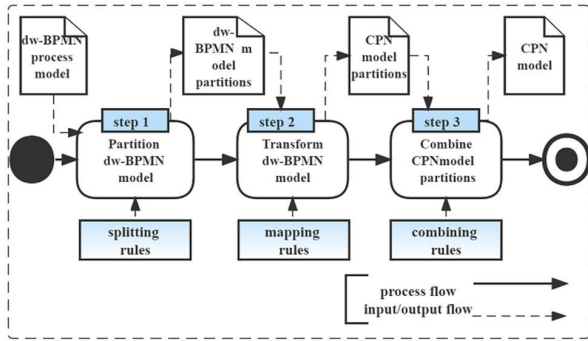 dw-BPMN
process
model
dw-
BPMN m
odel
partitions
CPN
model
partitions
CPN
model
step 1
Partition
dw-BPMN
model
step 2
Transform
dw-BPMN
model
step 3
Combine
CPNmodel
partitions
splitting
rules
mapping
rules
combining
rules
process flow
input/output flow